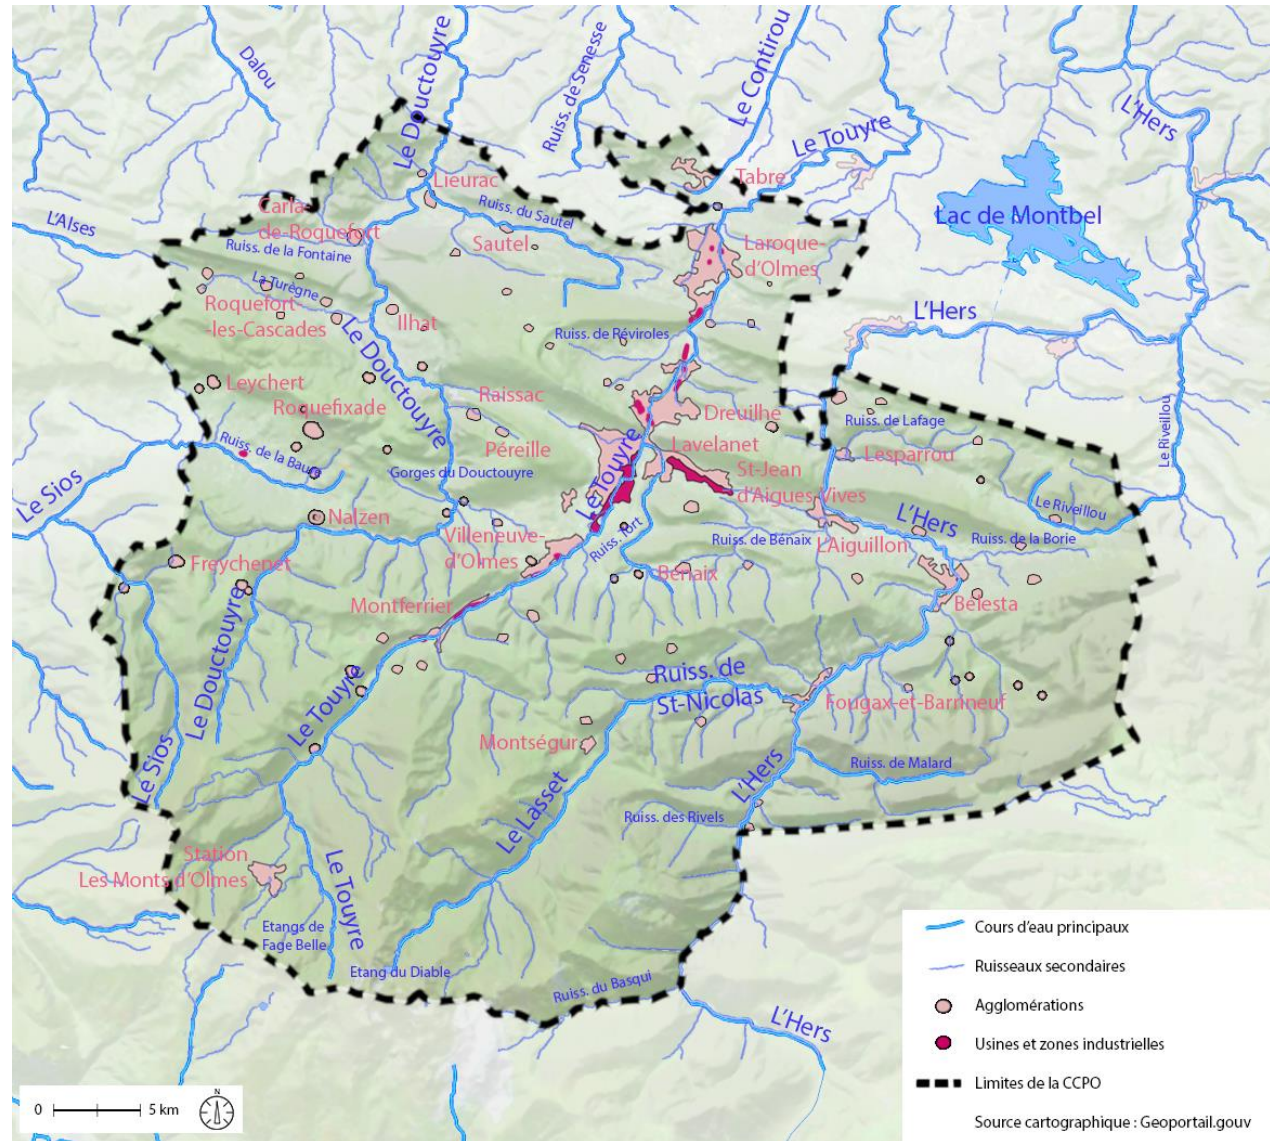 Dalou
Le Douctouyre
Ruiss. de Senesse
Le Contirou
Le Touyre
L'Hers
Lieurac
Tabre
Carla-
de-Roquefort
Ruiss. du Sautel
Lac de Montbel
L'Alses
Ruiss. de la Fontaine
Sautel
Laroque-
d'Olmes
La Turègne
Roquefort-
-les-Cascades
Ilhat
L'Hers
Le Douctouyre
Ruiss. de Réviroles
Leychert
Raissac
Roquefixade
Dreuilhe
Ruiss. de Lafage
Le Riveillou
Péreille
Lavelanet
Lesparrou
Ruiss. de la Baure
Gorges du Douctouyre
Le Touyre
St-Jean
d'Aigues-Vives
Le Sios
Le Riveillou
Nalzen
Villeneuve-
d'Olmes
Ruiss. Tort
Ruiss. de Bénaix
L'Hers
L'Aiguillon
Ruiss. de la Borie
Freychenet
Bénaix
Montferrier
Bélesta
Le Douctouyre
Le Touyre
Ruiss. de
St-Nicolas
Fougax-et-Barrineuf
Montségur
Le Sios
L'Hers
Ruiss. de Malard
Le Lasset
Ruiss. des Rivels
Station
Les Monts d'Olmes
Le Touyre
Etangs de
Fage Belle
Etang du Diable
Ruiss. du Basqui
L'Hers
Cours d'eau principaux
Ruisseaux secondaires
Agglomérations
Usines et zones industrielles
Limites de la CCPO
Source cartographique : Geoportail.gouv
0 5 km
N